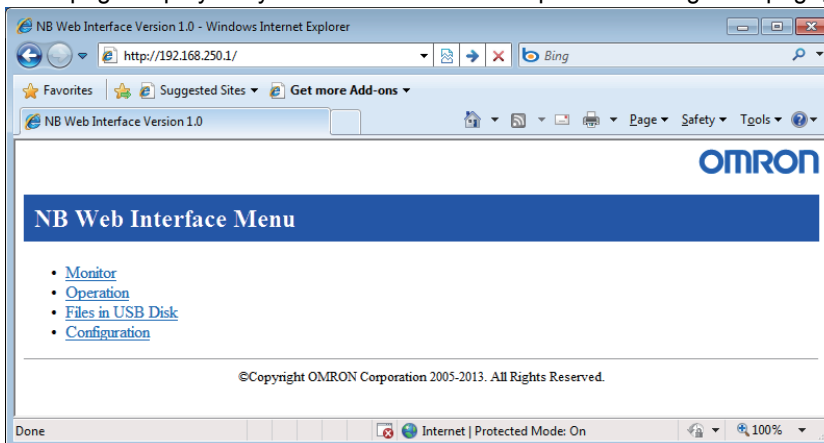 NB Web Interface Version 1.0 - Windows Internet Explorer
http://192.168.250.1/
Bing
Favorites Suggested Sites Get more Add-ons
NB Web Interface Version 1.0 Page Safety Tools
OMRON
NB Web Interface Menu
• Monitor
• Operation
• Files in USB Disk
• Configuration
©Copyright OMRON Corporation 2005-2013. All Rights Reserved.
Done Internet | Protected Mode: On 100%